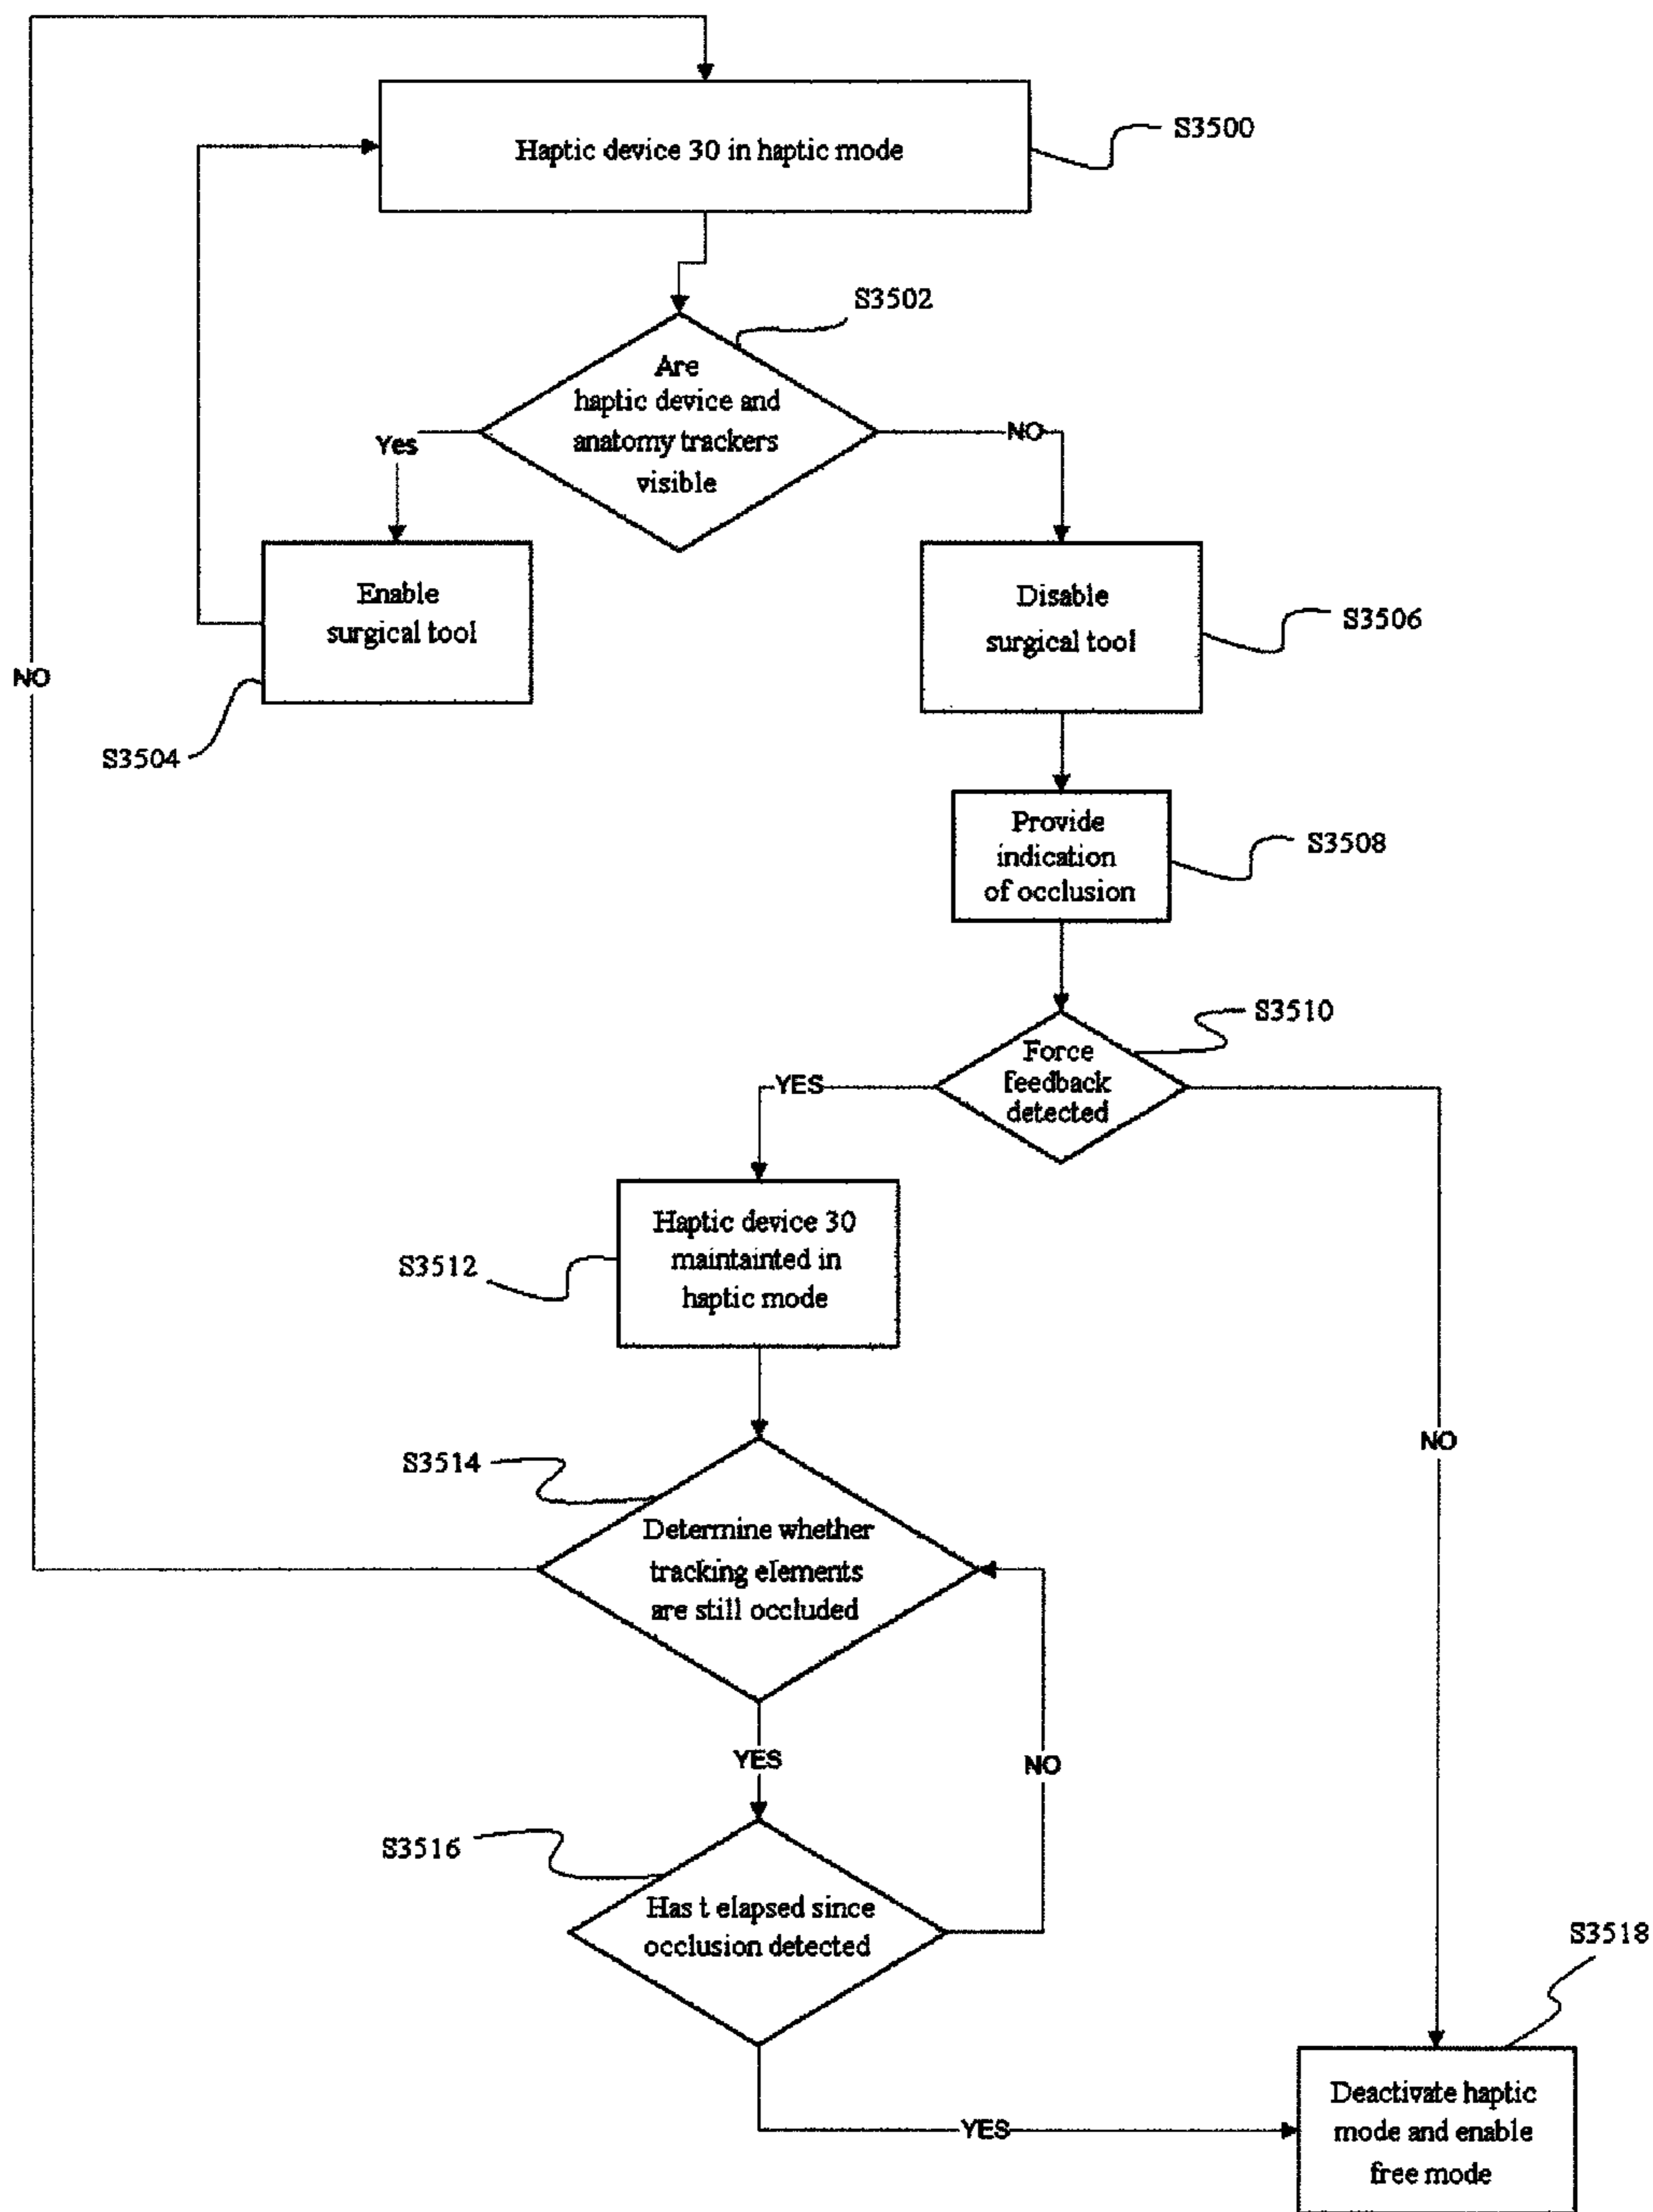 Haptic device 30 in haptic mode
S3500
S3502
Are
haptic device and
anatomy trackers
visible
Yes
NO
Enable
surgical tool
Disable
surgical tool
S3506
NO
S3504
Provide
indication
of occlusion
S3508
S3510
Force
feedback
detected
YES
Haptic device 30
maintainted in
haptic mode
S3512
NO
S3514
Determine whether
tracking elements
are still occluded
YES
NO
S3516
Has t elapsed since
occlusion detected
S3518
YES
Deactivate haptic
mode and enable
free mode